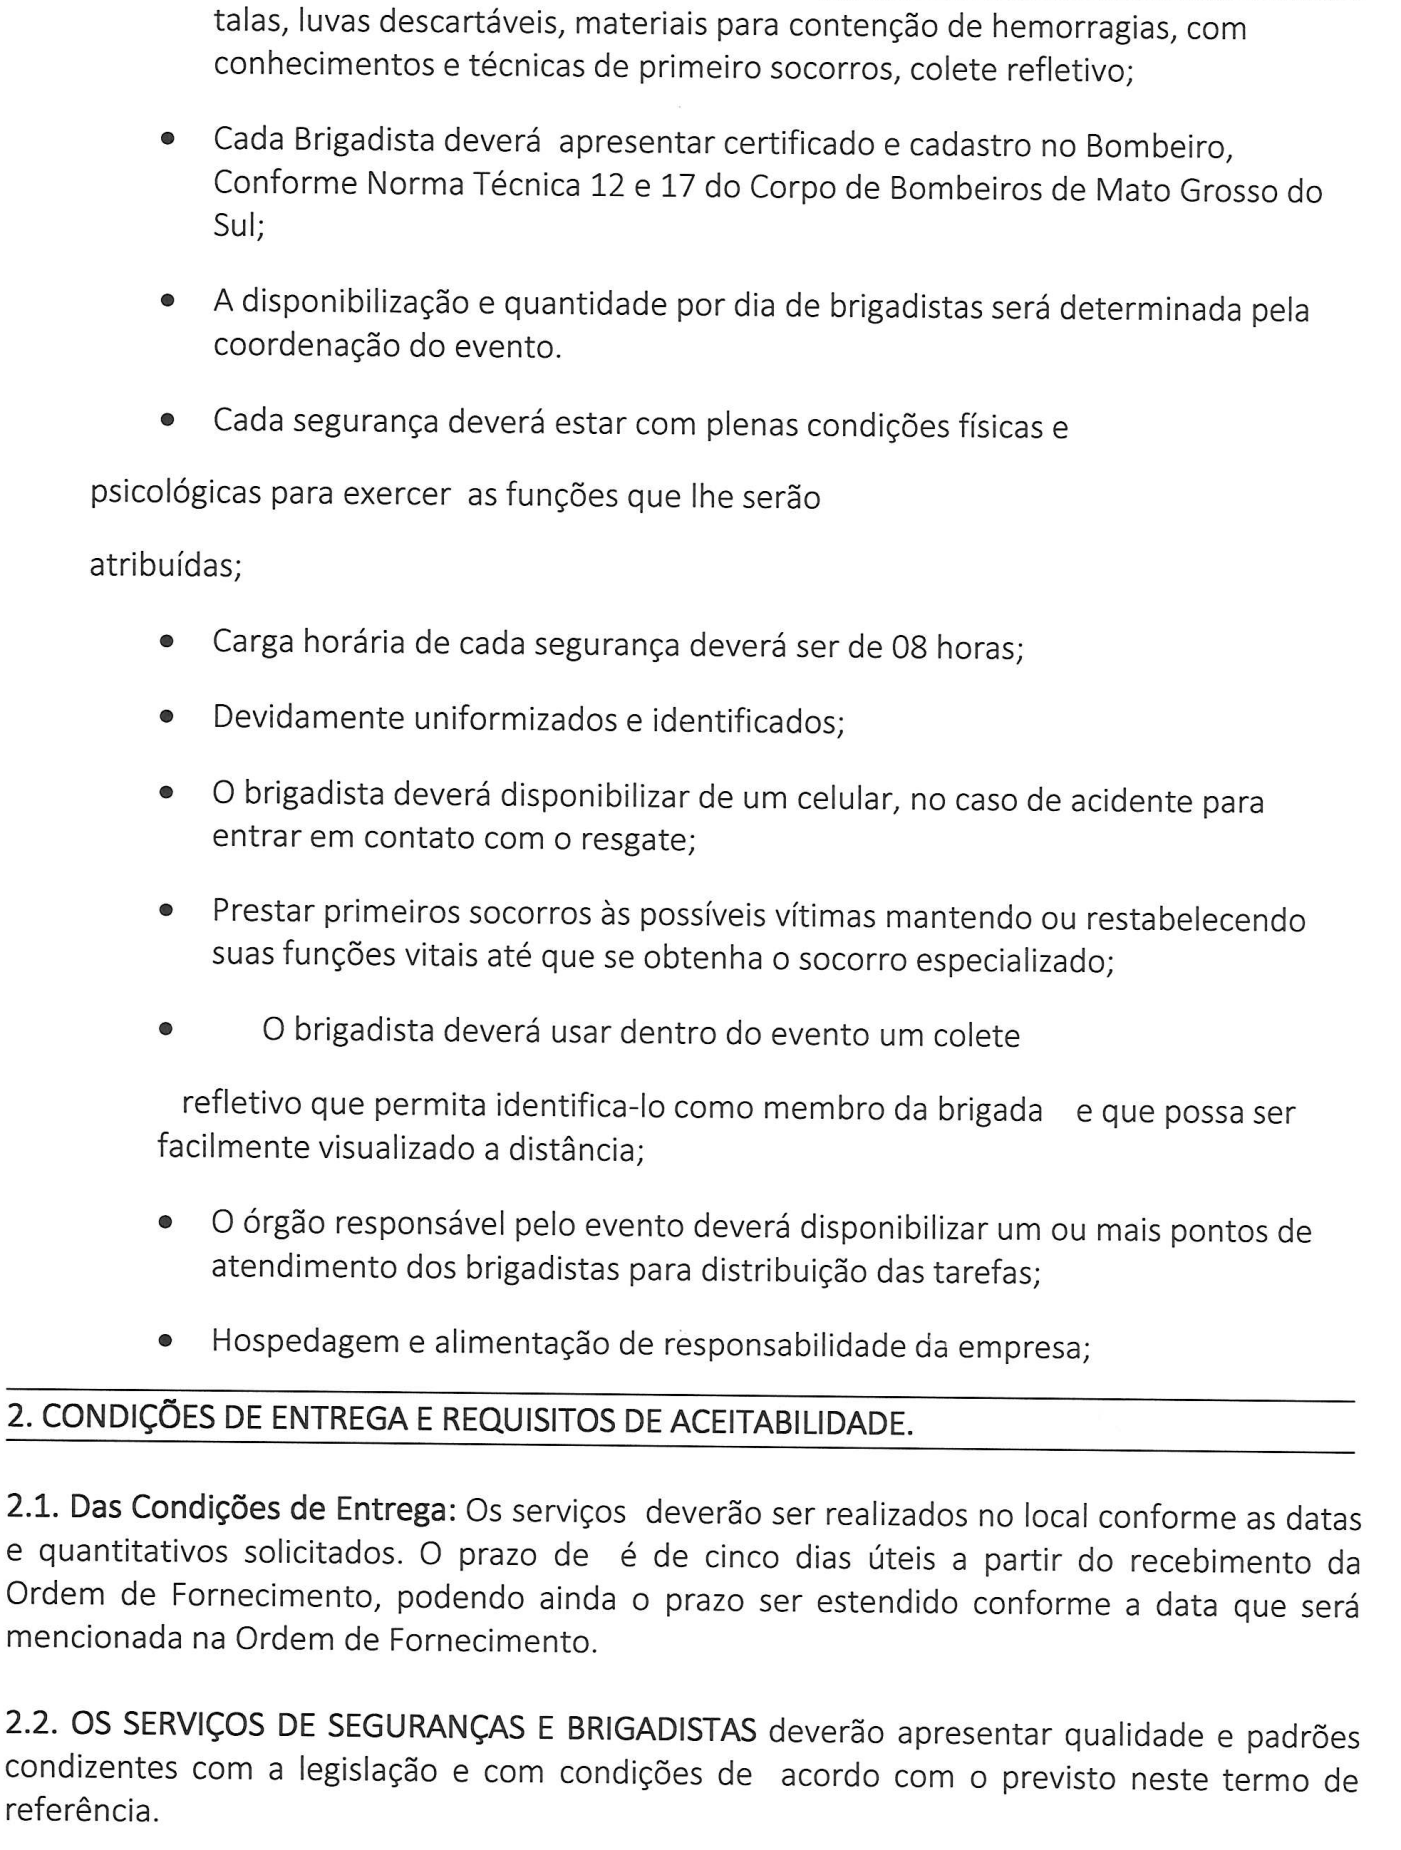 talas, luvas descartáveis, materiais para contenção de hemorragias, com
conhecimentos e técnicas de primeiro socorros, colete refletivo;
• Cada Brigadista deverá apresentar certificado e cadastro no Bombeiro,
Conforme Norma Técnica 12 e 17 do Corpo de Bombeiros de Mato Grosso do
Sul;
• A disponibilização e quantidade por dia de brigadistas será determinada pela
coordenação do evento.
• Cada segurança deverá estar com plenas condições físicas e
psicológicas para exercer as funções que lhe serão
atribuídas;
• Carga horária de cada segurança deverá ser de 08 horas;
• Devidamente uniformizados e identificados;
• O brigadista deverá disponibilizar de um celular, no caso de acidente para
entrar em contato com o resgate;
• Prestar primeiros socorros às possíveis vítimas mantendo ou restabelecendo
suas funções vitais até que se obtenha o socorro especializado;
• O brigadista deverá usar dentro do evento um colete
refletivo que permita identifica-lo como membro da brigada e que possa ser
facilmente visualizado a distância;
• O órgão responsável pelo evento deverá disponibilizar um ou mais pontos de
atendimento dos brigadistas para distribuição das tarefas;
• Hospedagem e alimentação de responsabilidade da empresa;
2. CONDIÇÕES DE ENTREGA E REQUISITOS DE ACEITABILIDADE.
2.1. Das Condições de Entrega: Os serviços deverão ser realizados no local conforme as datas
e quantitativos solicitados. O prazo de é de cinco dias úteis a partir do recebimento da
Ordem de Fornecimento, podendo ainda o prazo ser estendido conforme a data que será
mencionada na Ordem de Fornecimento.
2.2. OS SERVIÇOS DE SEGURANÇAS E BRIGADISTAS deverão apresentar qualidade e padrões
condizentes com a legislação e com condições de acordo com o previsto neste termo de
referência.